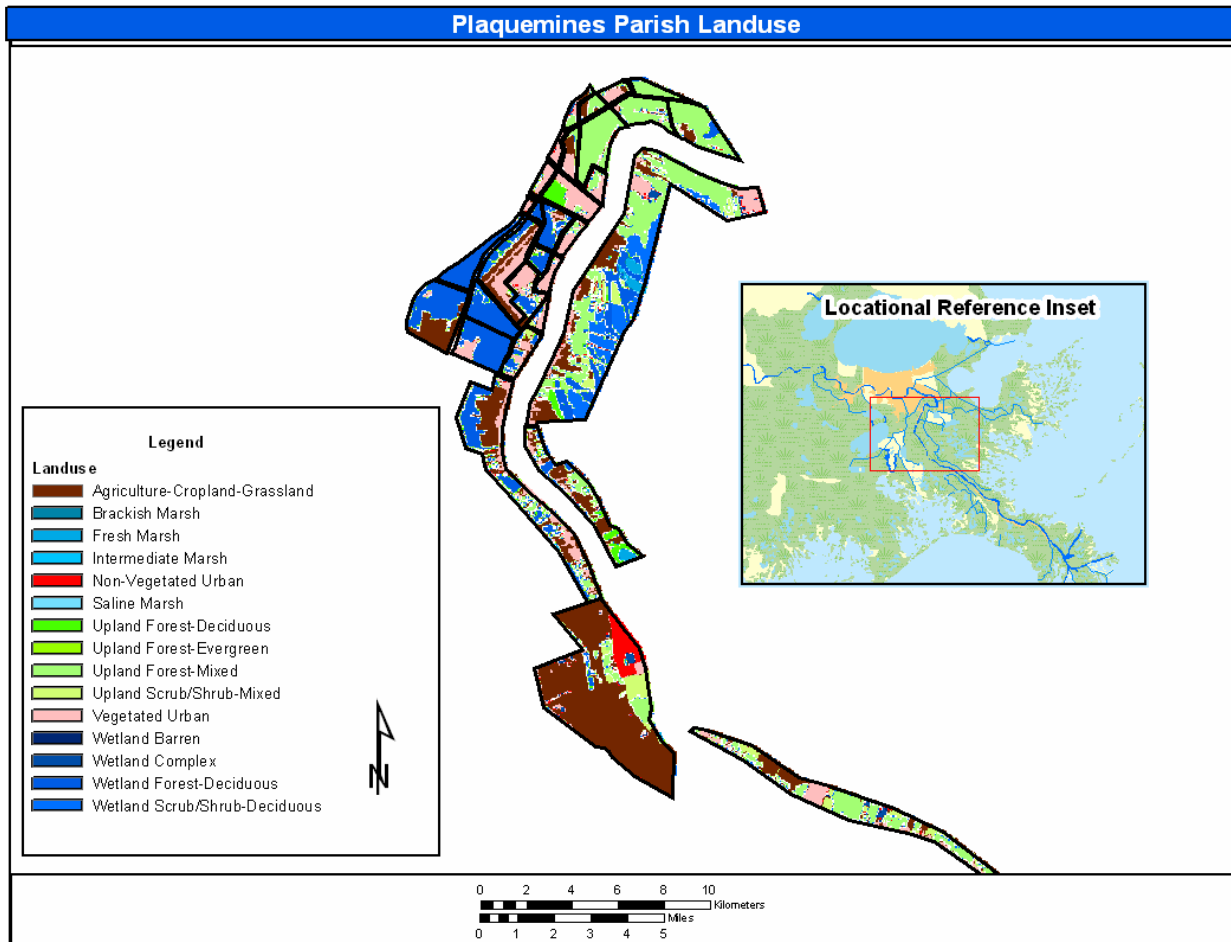 Plaquemines Parish Landuse
Locational Reference Inset
Legend
Landuse
Agriculture-Cropland-Grassland
Brackish Marsh
Fresh Marsh
Intermediate Marsh
Non-Vegetated Urban
Saline Marsh
Upland Forest-Deciduous
Upland Forest-Evergreen
Upland Forest-Mixed
Upland Scrub/Shrub-Mixed
Vegetated Urban
Wetland Barren
Wetland Complex
Wetland Forest-Deciduous
Wetland Scrub/Shrub-Deciduous
N
0 2 4 6 8 10
Kilometers
Miles
0 1 2 3 4 5